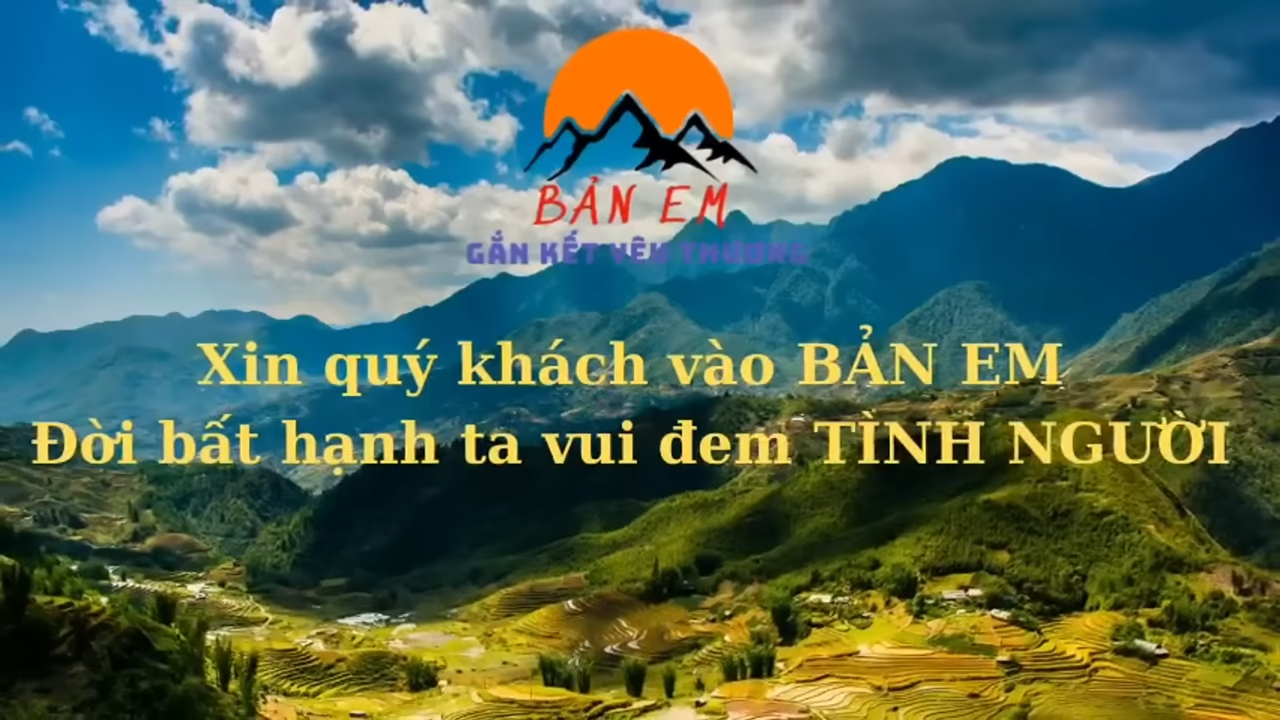 BẢN EM
GẮN KẾT YÊU THƯƠNG
Xin quý khách vào BẢN EM
Đời bất hạnh ta vui đem TÌNH NGƯỜI